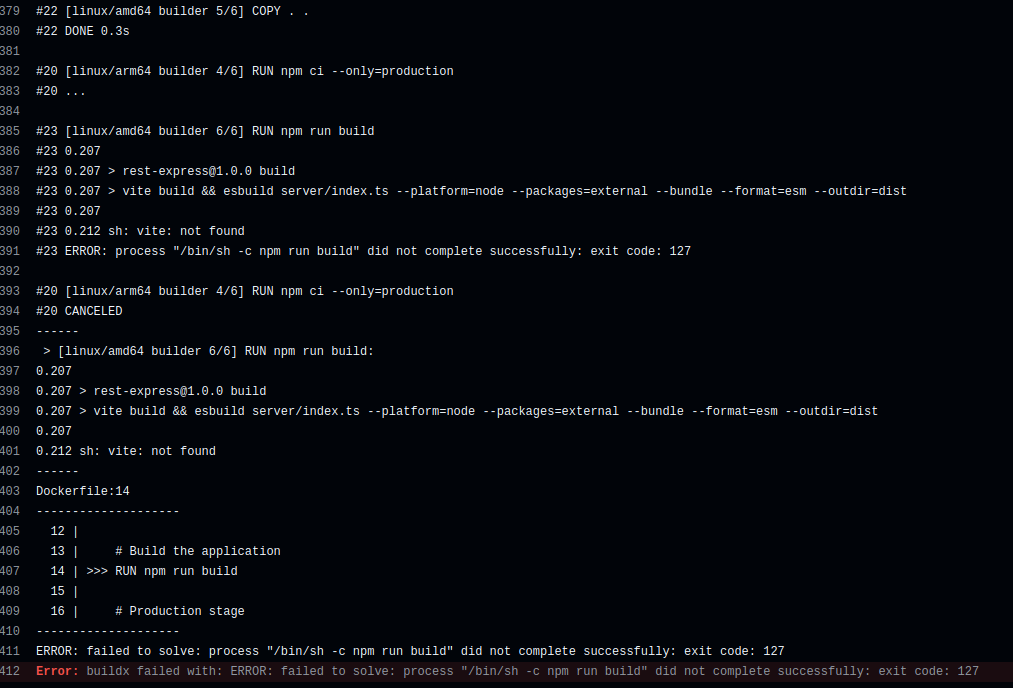 379 #22 [linux/amd64 builder 5/6] COPY . .
380 #22 DONE 0.3s
381
382 #20 [linux/arm64 builder 4/6] RUN npm ci --only=production
383 #20 ...
384
385 #23 [linux/amd64 builder 6/6] RUN npm run build
386 #23 0.207
387 #23 0.207 > rest-express@1.0.0 build
388 #23 0.207 > vite build && esbuild server/index.ts --platform=node --packages=external --bundle --format=esm --outdir=dist
389 #23 0.207
390 #23 0.212 sh: vite: not found
391 #23 ERROR: process "/bin/sh -c npm run build" did not complete successfully: exit code: 127
392
393 #20 [linux/arm64 builder 4/6] RUN npm ci --only=production
394 #20 CANCELED
395 ------
396  > [linux/amd64 builder 6/6] RUN npm run build:
397 0.207
398 0.207 > rest-express@1.0.0 build
399 0.207 > vite build && esbuild server/index.ts --platform=node --packages=external --bundle --format=esm --outdir=dist
400 0.207
401 0.212 sh: vite: not found
402 ------
403 Dockerfile:14
404 --------------------
405   12 |
406   13 |     # Build the application
407   14 | >>> RUN npm run build
408   15 |
409   16 |     # Production stage
410 --------------------
411 ERROR: failed to solve: process "/bin/sh -c npm run build" did not complete successfully: exit code: 127
412 Error: buildx failed with: ERROR: failed to solve: process "/bin/sh -c npm run build" did not complete successfully: exit code: 127